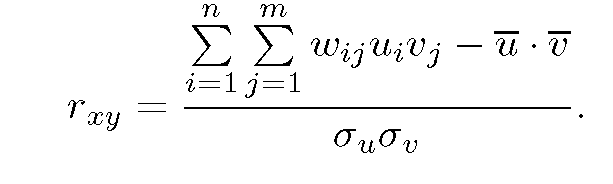 r_{xy} = \frac{\sum_{i=1}^{n} \sum_{j=1}^{m} w_{ij} u_i v_j - \overline{u} \cdot \overline{v}}{\sigma_u \sigma_v}.